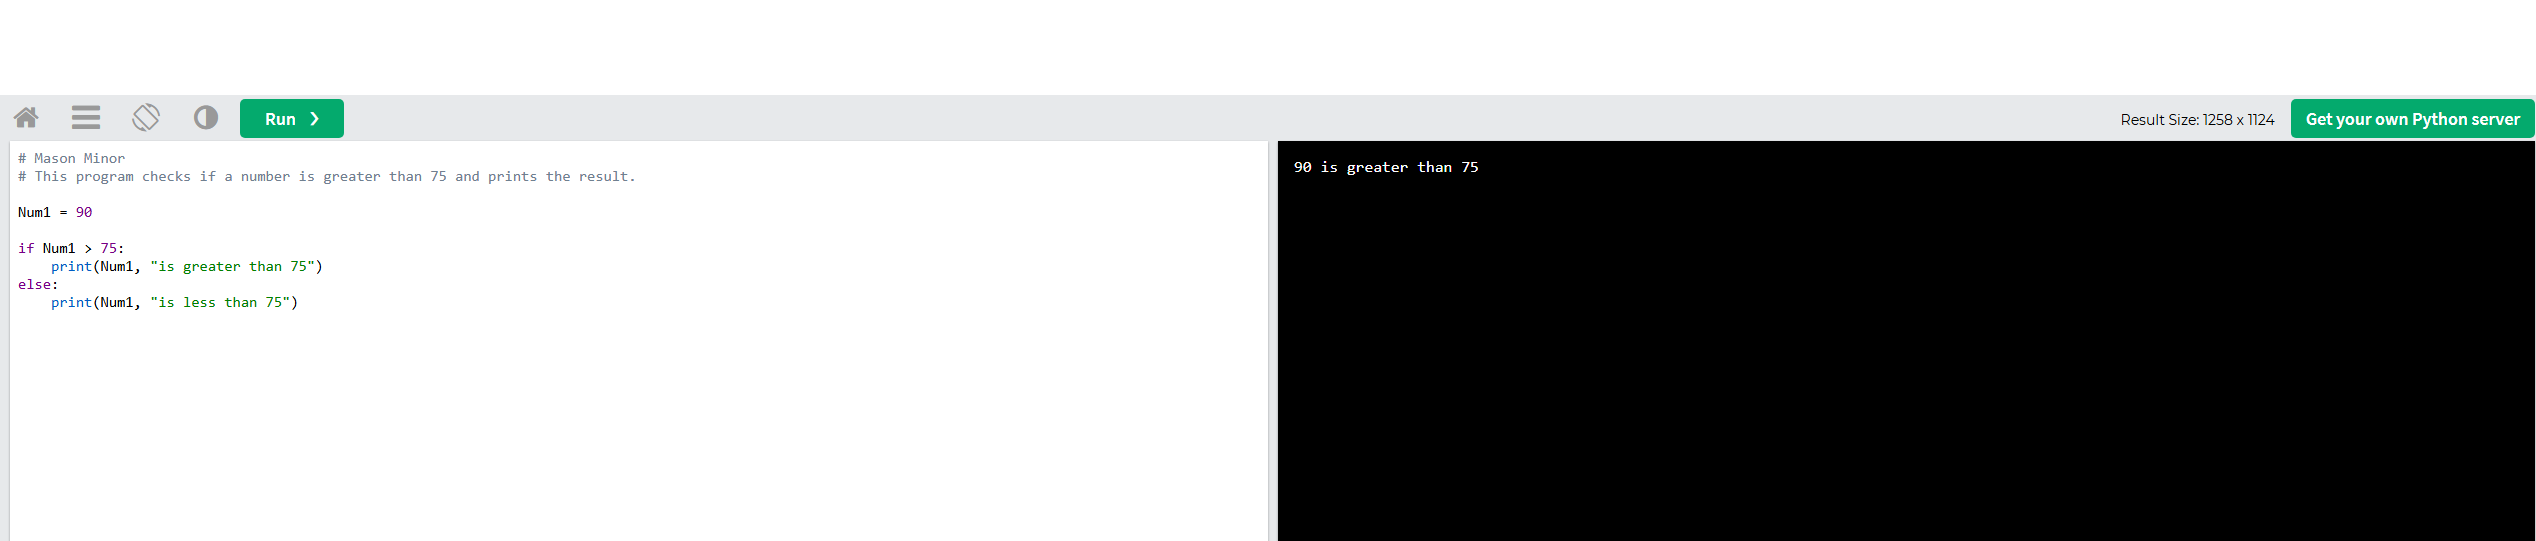 Run ❯
Result Size: 1258 x 1124
Get your own Python server
# Mason Minor
# This program checks if a number is greater than 75 and prints the result.
Num1 = 90
if Num1 > 75:
    print(Num1, "is greater than 75")
else:
    print(Num1, "is less than 75")
90 is greater than 75